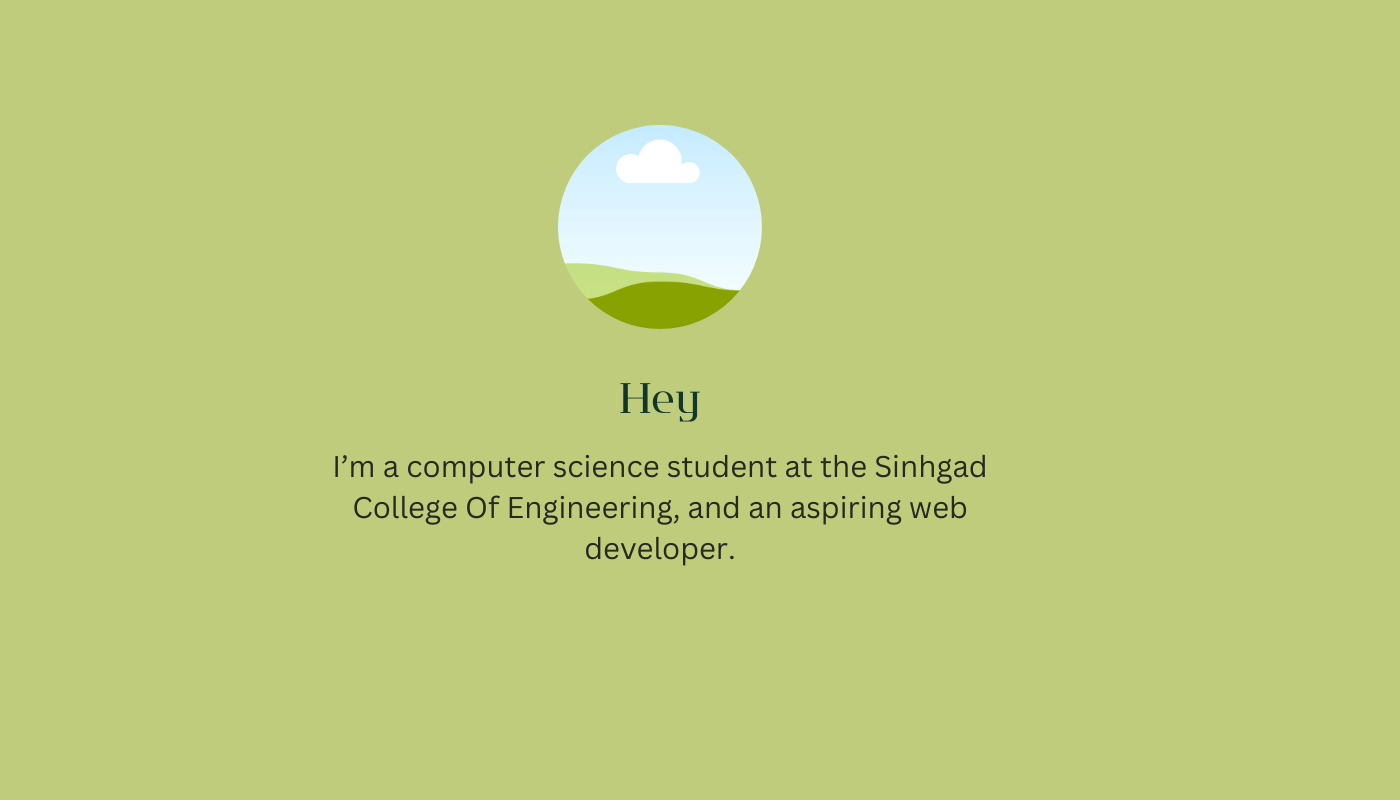 Hey
I’m a computer science student at the Sinhgad
College Of Engineering, and an aspiring web
developer.